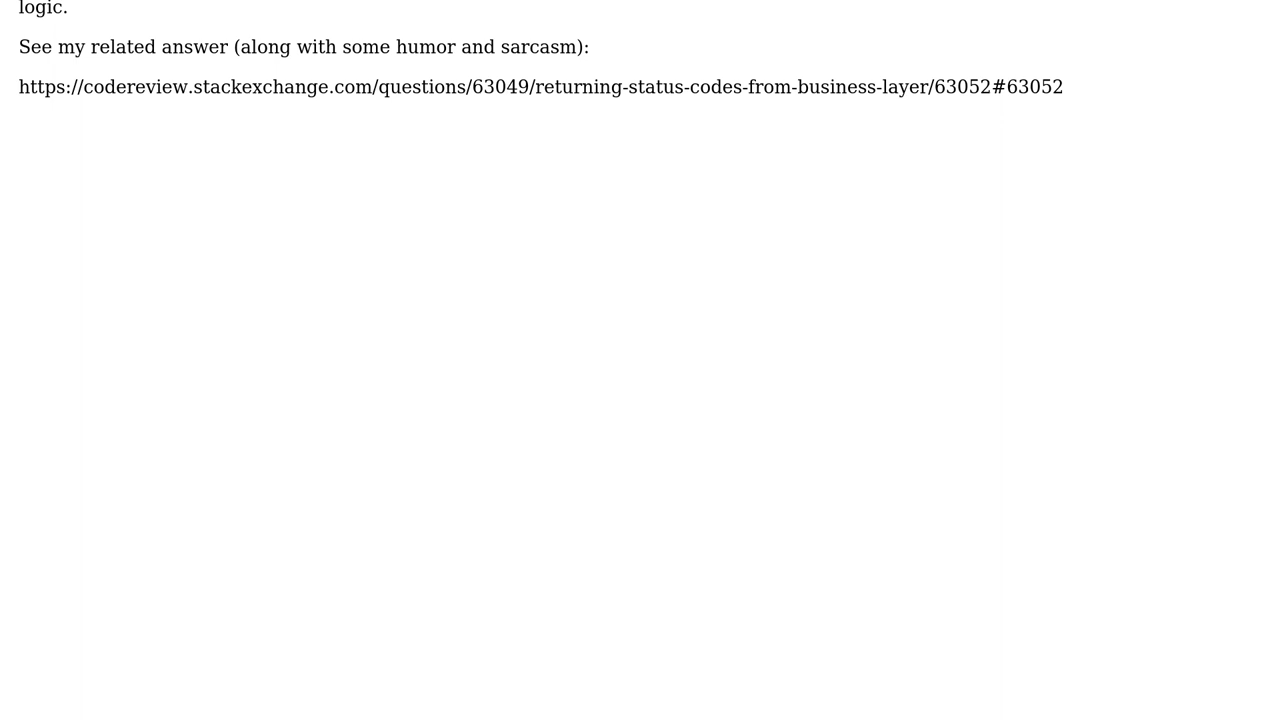 logic.
See my related answer (along with some humor and sarcasm):
https://codereview.stackexchange.com/questions/63049/returning-status-codes-from-business-layer/63052#63052